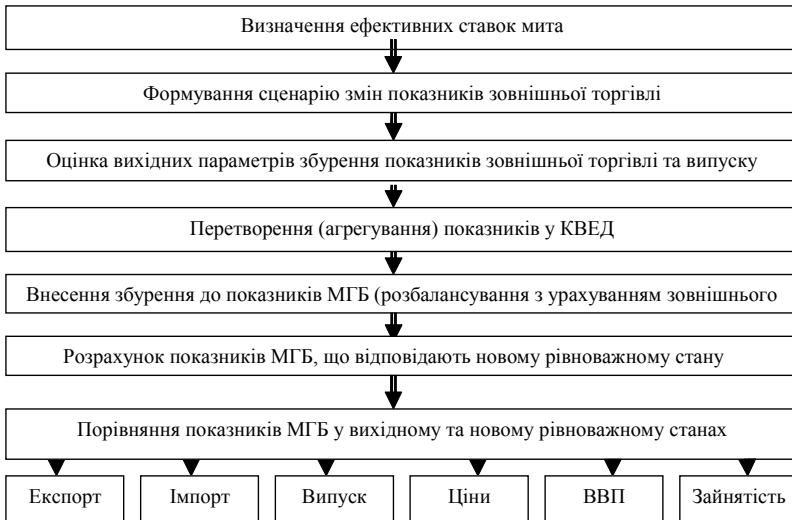 Визначення ефективних ставок мита
Формування сценарію змін показників зовнішньої торгівлі
Оцінка вихідних параметрів збурення показників зовнішньої торгівлі та випуску
Перетворення (агрегування) показників у КВЕД
Внесення збурення до показників МГБ (розбалансування з урахуванням зовнішнього
Розрахунок показників МГБ, що відповідають новому рівноважному стану
Порівняння показників МГБ у вихідному та новому рівноважному станах
Експорт Імпорт Випуск Ціни ВВП Зайнятість